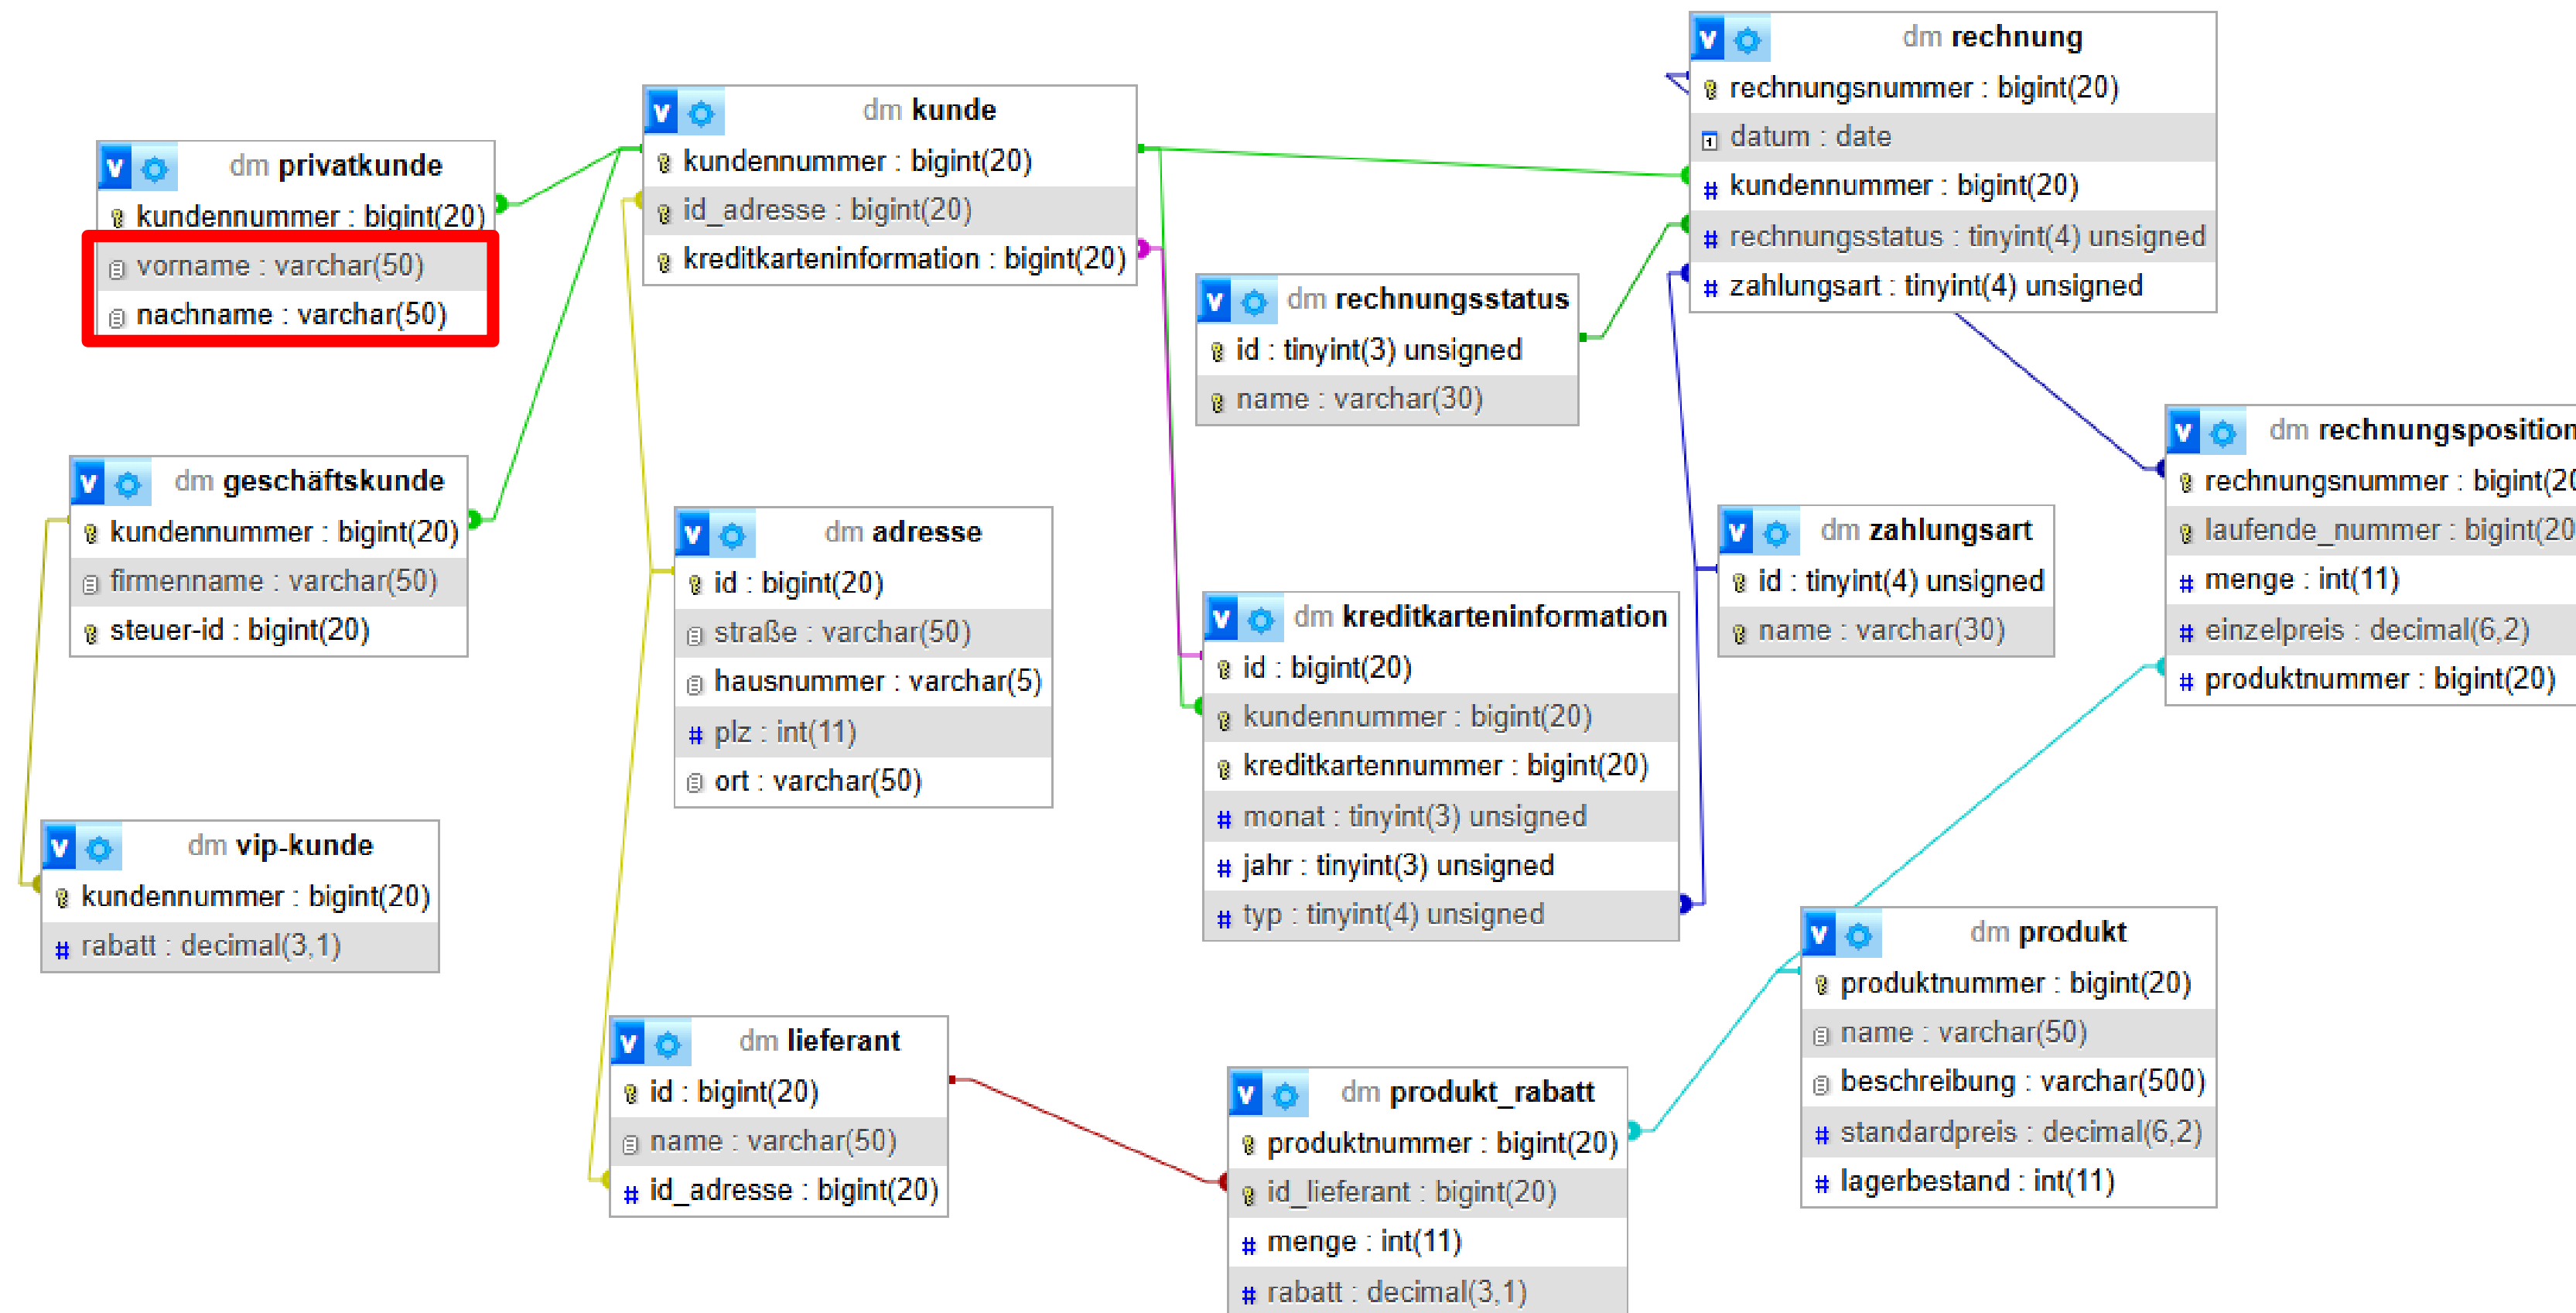 dm rechnung
rechnungsnummer : bigint(20)
datum : date
kundennummer : bigint(20)
rechnungsstatus : tinyint(4) unsigned
zahlungsart : tinyint(4) unsigned
dm kunde
kundennummer : bigint(20)
id_adresse : bigint(20)
kreditkarteninformation : bigint(20)
dm privatkunde
kundennummer : bigint(20)
vorname : varchar(50)
nachname : varchar(50)
dm rechnungsstatus
id : tinyint(3) unsigned
name : varchar(30)
dm rechnungsposition
rechnungsnummer : bigint(20
laufende_nummer : bigint(20
menge : int(11)
einzelpreis : decimal(6,2)
produktnummer : bigint(20)
dm geschäftskunde
kundennummer : bigint(20)
firmenname : varchar(50)
steuer-id : bigint(20)
dm adresse
id : bigint(20)
straße : varchar(50)
hausnummer : varchar(5)
plz : int(11)
ort : varchar(50)
dm zahlungsart
id : tinyint(4) unsigned
name : varchar(30)
dm kreditkarteninformation
id : bigint(20)
kundennummer : bigint(20)
kreditkartennummer : bigint(20)
monat : tinyint(3) unsigned
jahr : tinyint(3) unsigned
typ : tinyint(4) unsigned
dm vip-kunde
kundennummer : bigint(20)
rabatt : decimal(3,1)
dm produkt
produktnummer : bigint(20)
name : varchar(50)
beschreibung : varchar(500)
standardpreis : decimal(6,2)
lagerbestand : int(11)
dm lieferant
id : bigint(20)
name : varchar(50)
id_adresse : bigint(20)
dm produkt_rabatt
produktnummer : bigint(20)
id_lieferant : bigint(20)
menge : int(11)
rabatt : decimal(3,1)